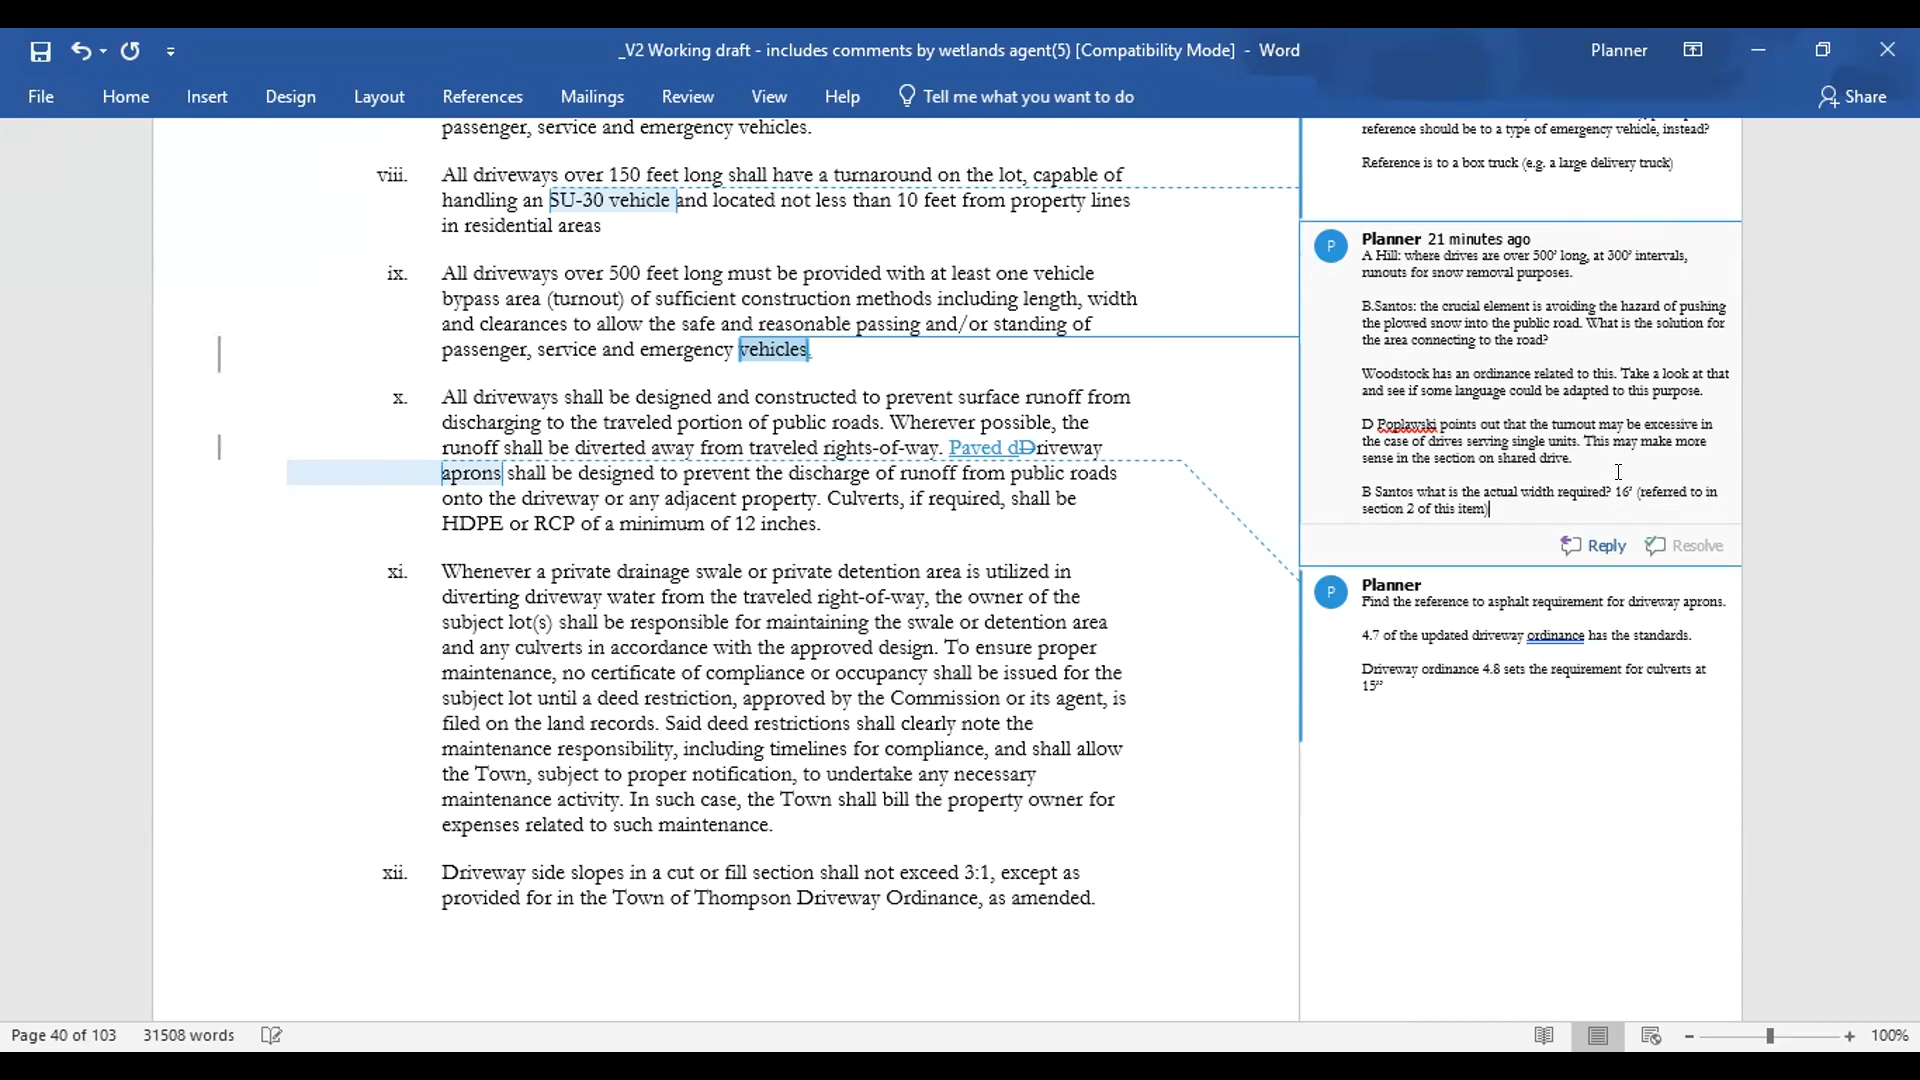 _V2 Working draft - includes comments by wetlands agent(5) [Compatibility Mode] - Word
Planner
File Home Insert Design Layout References Mailings Review View Help Tell me what you want to do Share
passenger, service and emergency vehicles.
viii. All driveways over 150 feet long shall have a turnaround on the lot, capable of
handling an SU-30 vehicle and located not less than 10 feet from property lines
in residential areas
ix. All driveways over 500 feet long must be provided with at least one vehicle
bypass area (turnout) of sufficient construction methods including length, width
and clearances to allow the safe and reasonable passing and/or standing of
passenger, service and emergency vehicles.
x. All driveways shall be designed and constructed to prevent surface runoff from
discharging to the traveled portion of public roads. Wherever possible, the
runoff shall be diverted away from traveled rights-of-way. Paved dDriveway
aprons shall be designed to prevent the discharge of runoff from public roads
onto the driveway or any adjacent property. Culverts, if required, shall be
HDPE or RCP of a minimum of 12 inches.
xi. Whenever a private drainage swale or private detention area is utilized in
diverting driveway water from the traveled right-of-way, the owner of the
subject lot(s) shall be responsible for maintaining the swale or detention area
and any culverts in accordance with the approved design. To ensure proper
maintenance, no certificate of compliance or occupancy shall be issued for the
subject lot until a deed restriction, approved by the Commission or its agent, is
filed on the land records. Said deed restrictions shall clearly note the
maintenance responsibility, including timelines for compliance, and shall allow
the Town, subject to proper notification, to undertake any necessary
maintenance activity. In such case, the Town shall bill the property owner for
expenses related to such maintenance.
xii. Driveway side slopes in a cut or fill section shall not exceed 3:1, except as
provided for in the Town of Thompson Driveway Ordinance, as amended.
reference should be to a type of emergency vehicle, instead?
Reference is to a box truck (e.g. a large delivery truck)
P Planner 21 minutes ago
A Hill: where drives are over 500' long, at 300' intervals,
runouts for snow removal purposes.
B.Santos: the crucial element is avoiding the hazard of pushing
the plowed snow into the public road. What is the solution for
the area connecting to the road?
Woodstock has an ordinance related to this. Take a look at that
and see if some language could be adapted to this purpose.
D Poplawski points out that the turnout may be excessive in
the case of drives serving single units. This may make more
sense in the section on shared drive.
B Santos what is the actual width required? 16' (referred to in
section 2 of this item)
Reply Resolve
P Planner
Find the reference to asphalt requirement for driveway aprons.
4.7 of the updated driveway ordinance has the standards.
Driveway ordinance 4.8 sets the requirement for culverts at
15”
Page 40 of 103 31508 words 100%